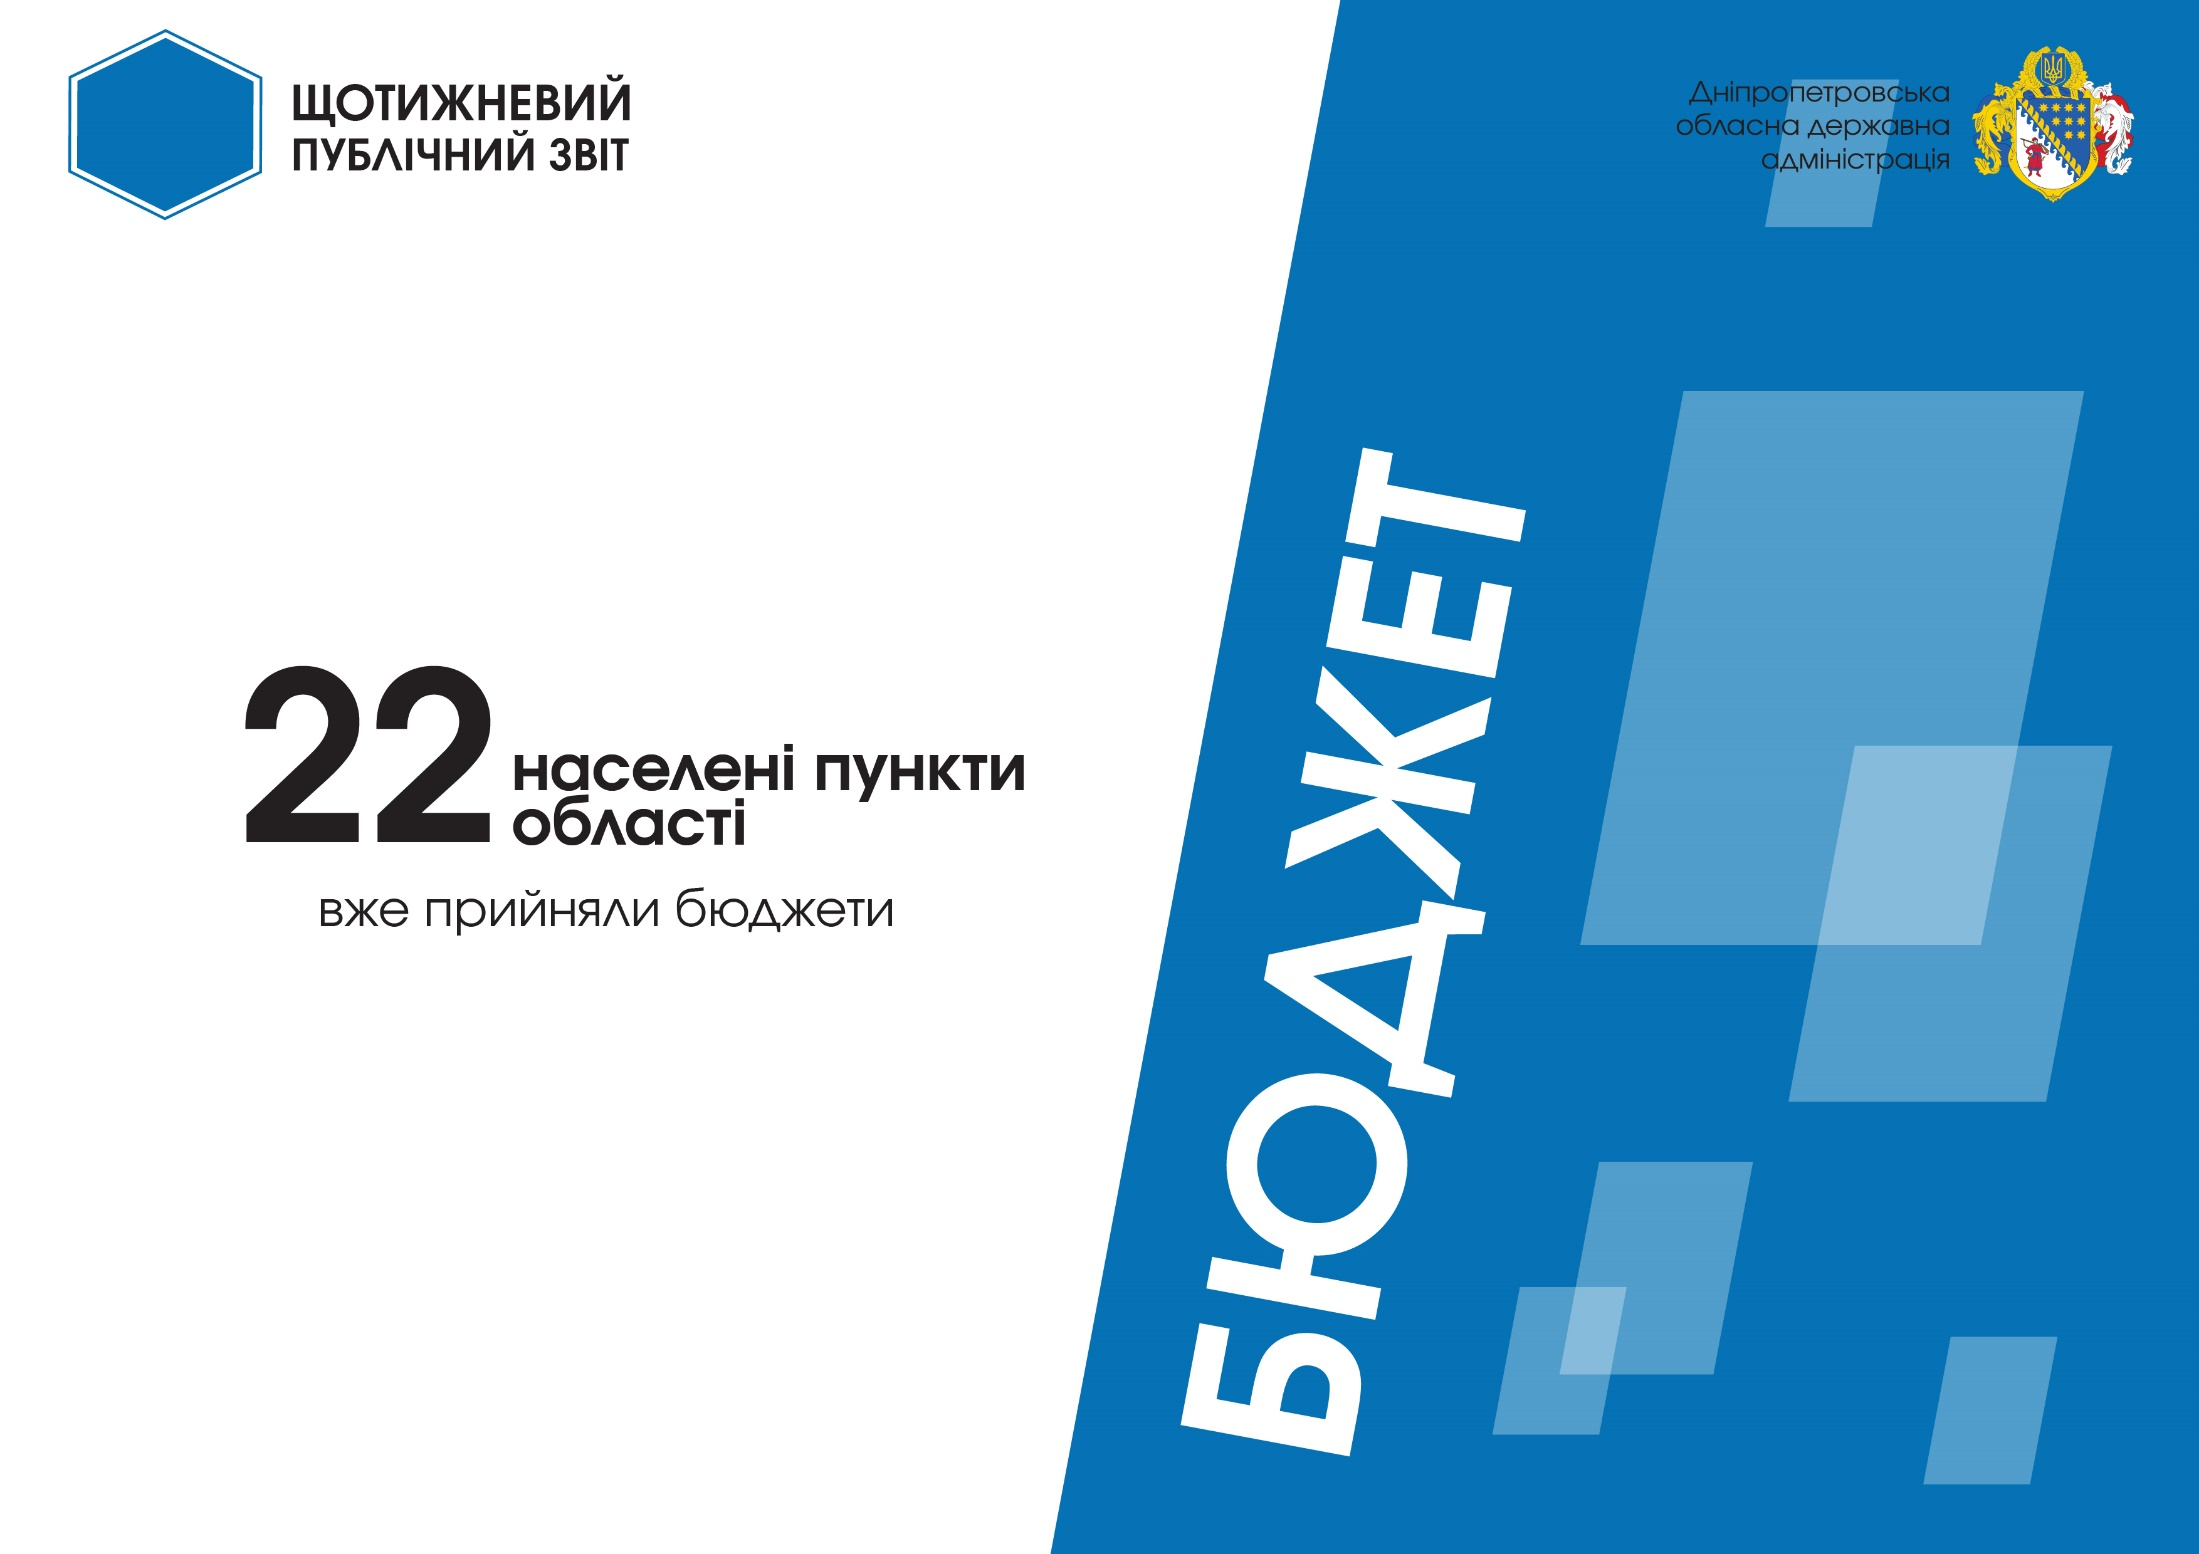 ЩОТИЖНЕВИЙ
ПУБЛІЧНИЙ ЗВІТ
Дніпропетровська
обласна державна
адміністрація
22 населені пункти
області
вже прийняли бюджети
БЮДЖЕТ